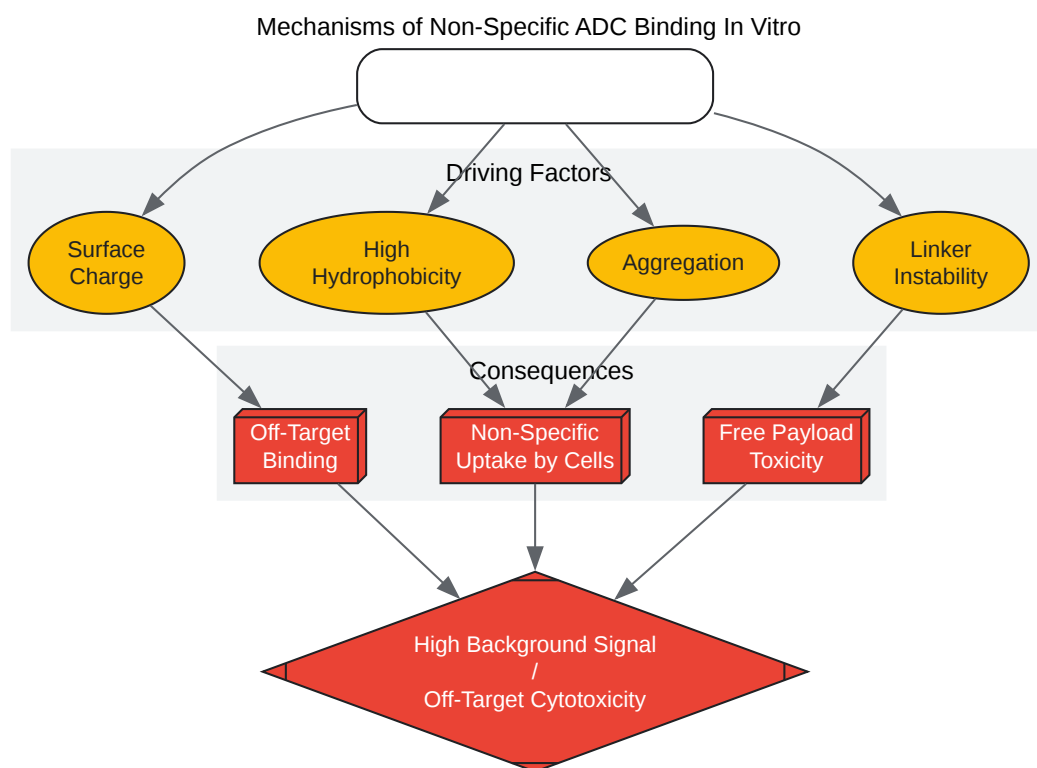 Mechanisms of Non-Specific ADC Binding In Vitro
Driving Factors
Surface
Charge
High
Hydrophobicity
Aggregation
Linker
Instability
Consequences
Off-Target
Binding
Non-Specific
Uptake by Cells
Free Payload
Toxicity
High Background Signal
/
Off-Target Cytotoxicity